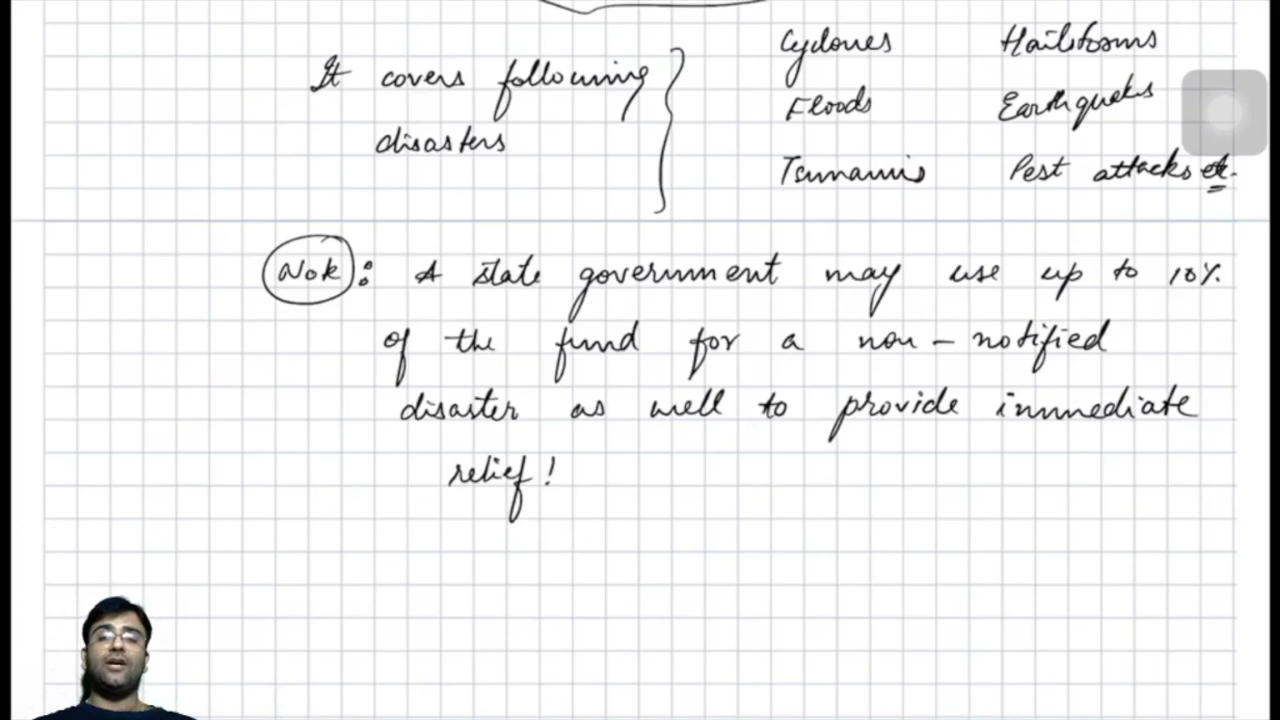 It covers following
disasters
Cyclones Hailstorms
Floods Earthquakes
Tsunamis Pest attacks etc.
Note : A state government may use up to 10%
of the fund for a non - notified
disaster as well to provide immediate
relief !